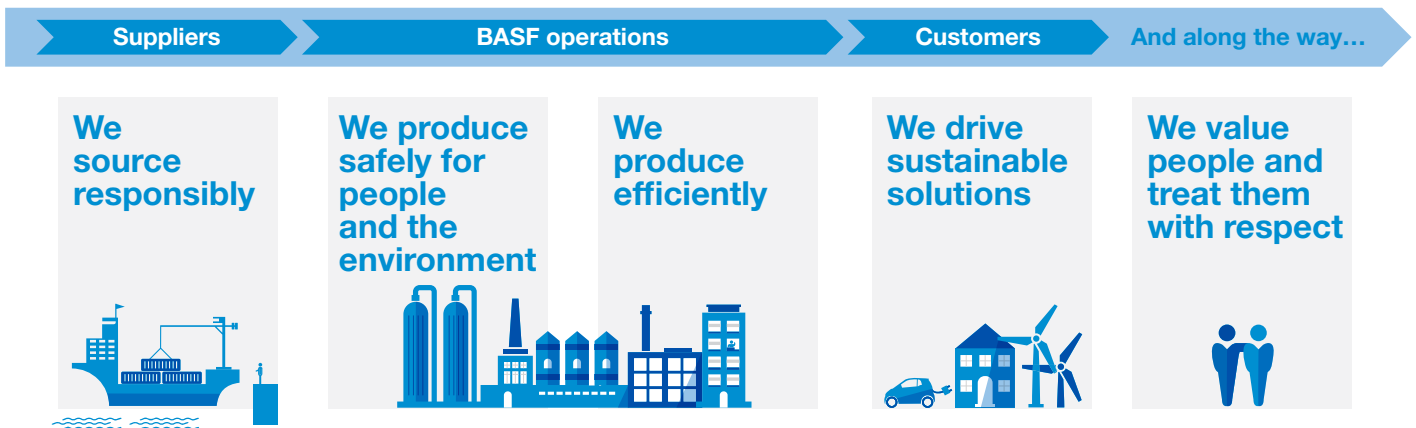 Suppliers
BASF operations
Customers
And along the way...
We
source
responsibly
We produce
safely for
people
and the
environment
We
produce
efficiently
We drive
sustainable
solutions
We value
people and
treat them
with respect